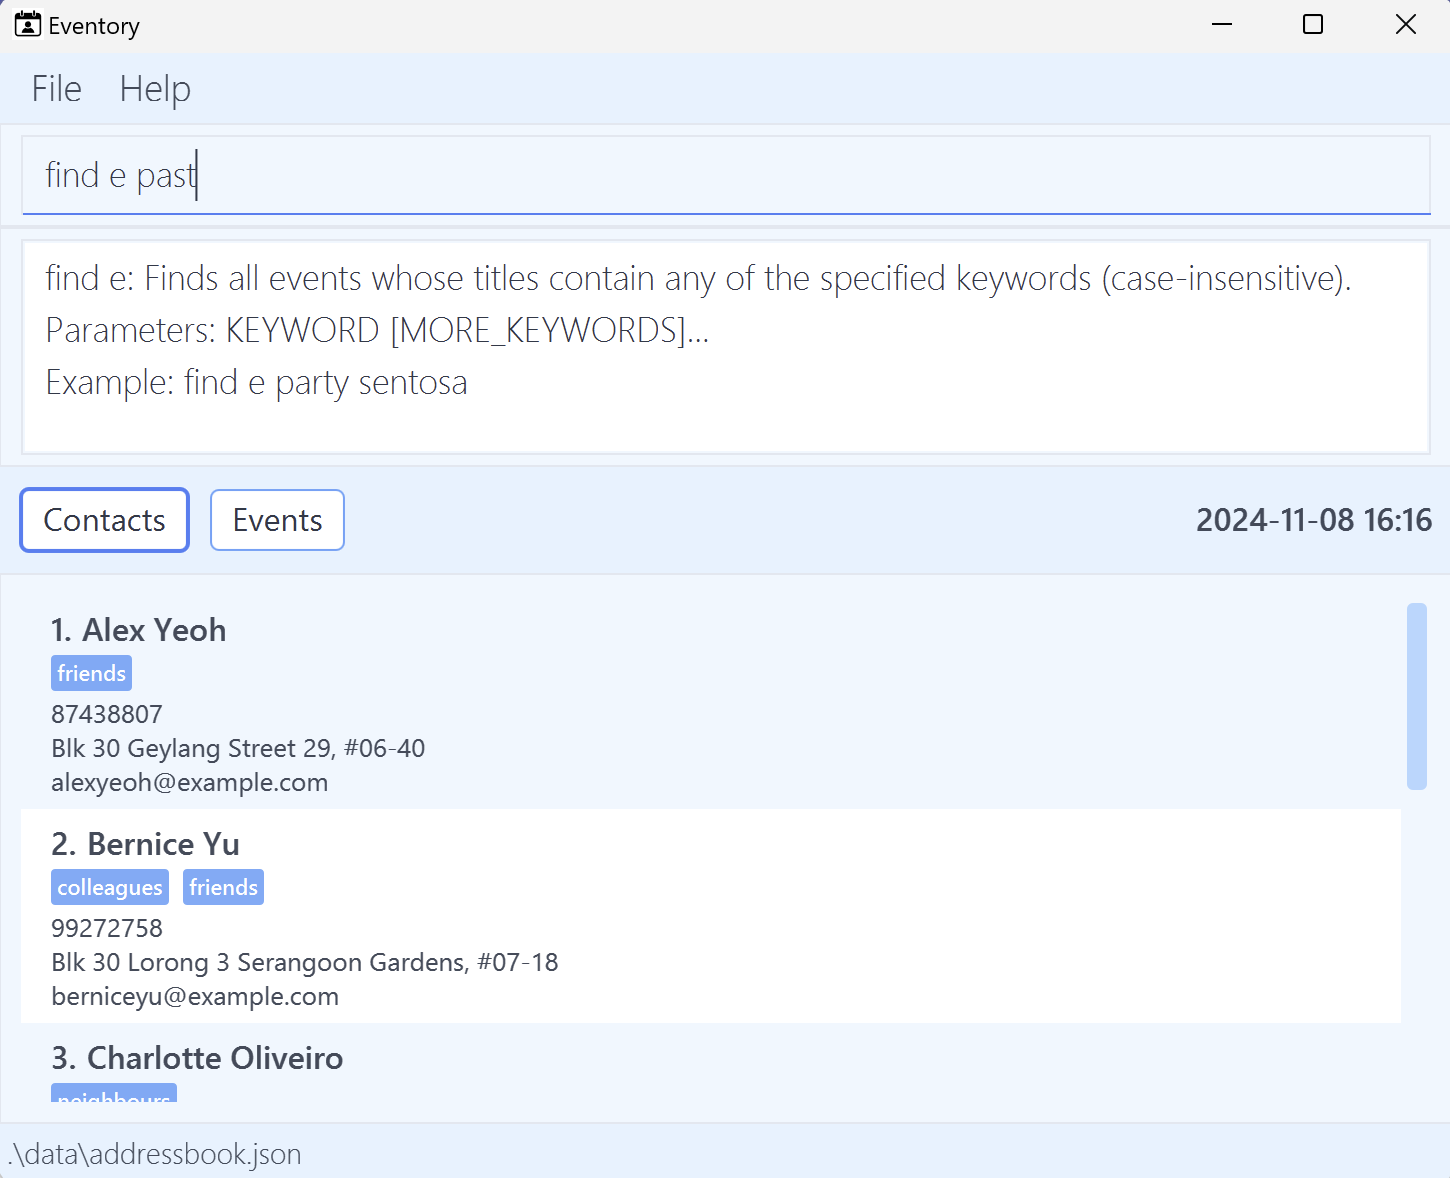 Eventory
File Help
find e past
find e: Finds all events whose titles contain any of the specified keywords (case-insensitive).
Parameters: KEYWORD [MORE_KEYWORDS]...
Example: find e party sentosa
Contacts Events 2024-11-08 16:16
1. Alex Yeoh
friends
87438807
Blk 30 Geylang Street 29, #06-40
alexyeoh@example.com
2. Bernice Yu
colleagues friends
99272758
Blk 30 Lorong 3 Serangoon Gardens, #07-18
berniceyu@example.com
3. Charlotte Oliveiro
neighbours
.\data\addressbook.json